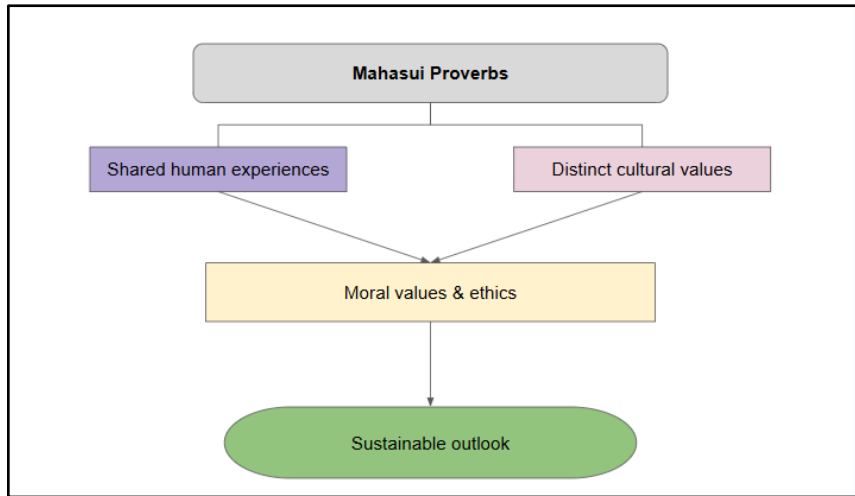 Mahasui Proverbs
Shared human experiences
Distinct cultural values
Moral values & ethics
Sustainable outlook